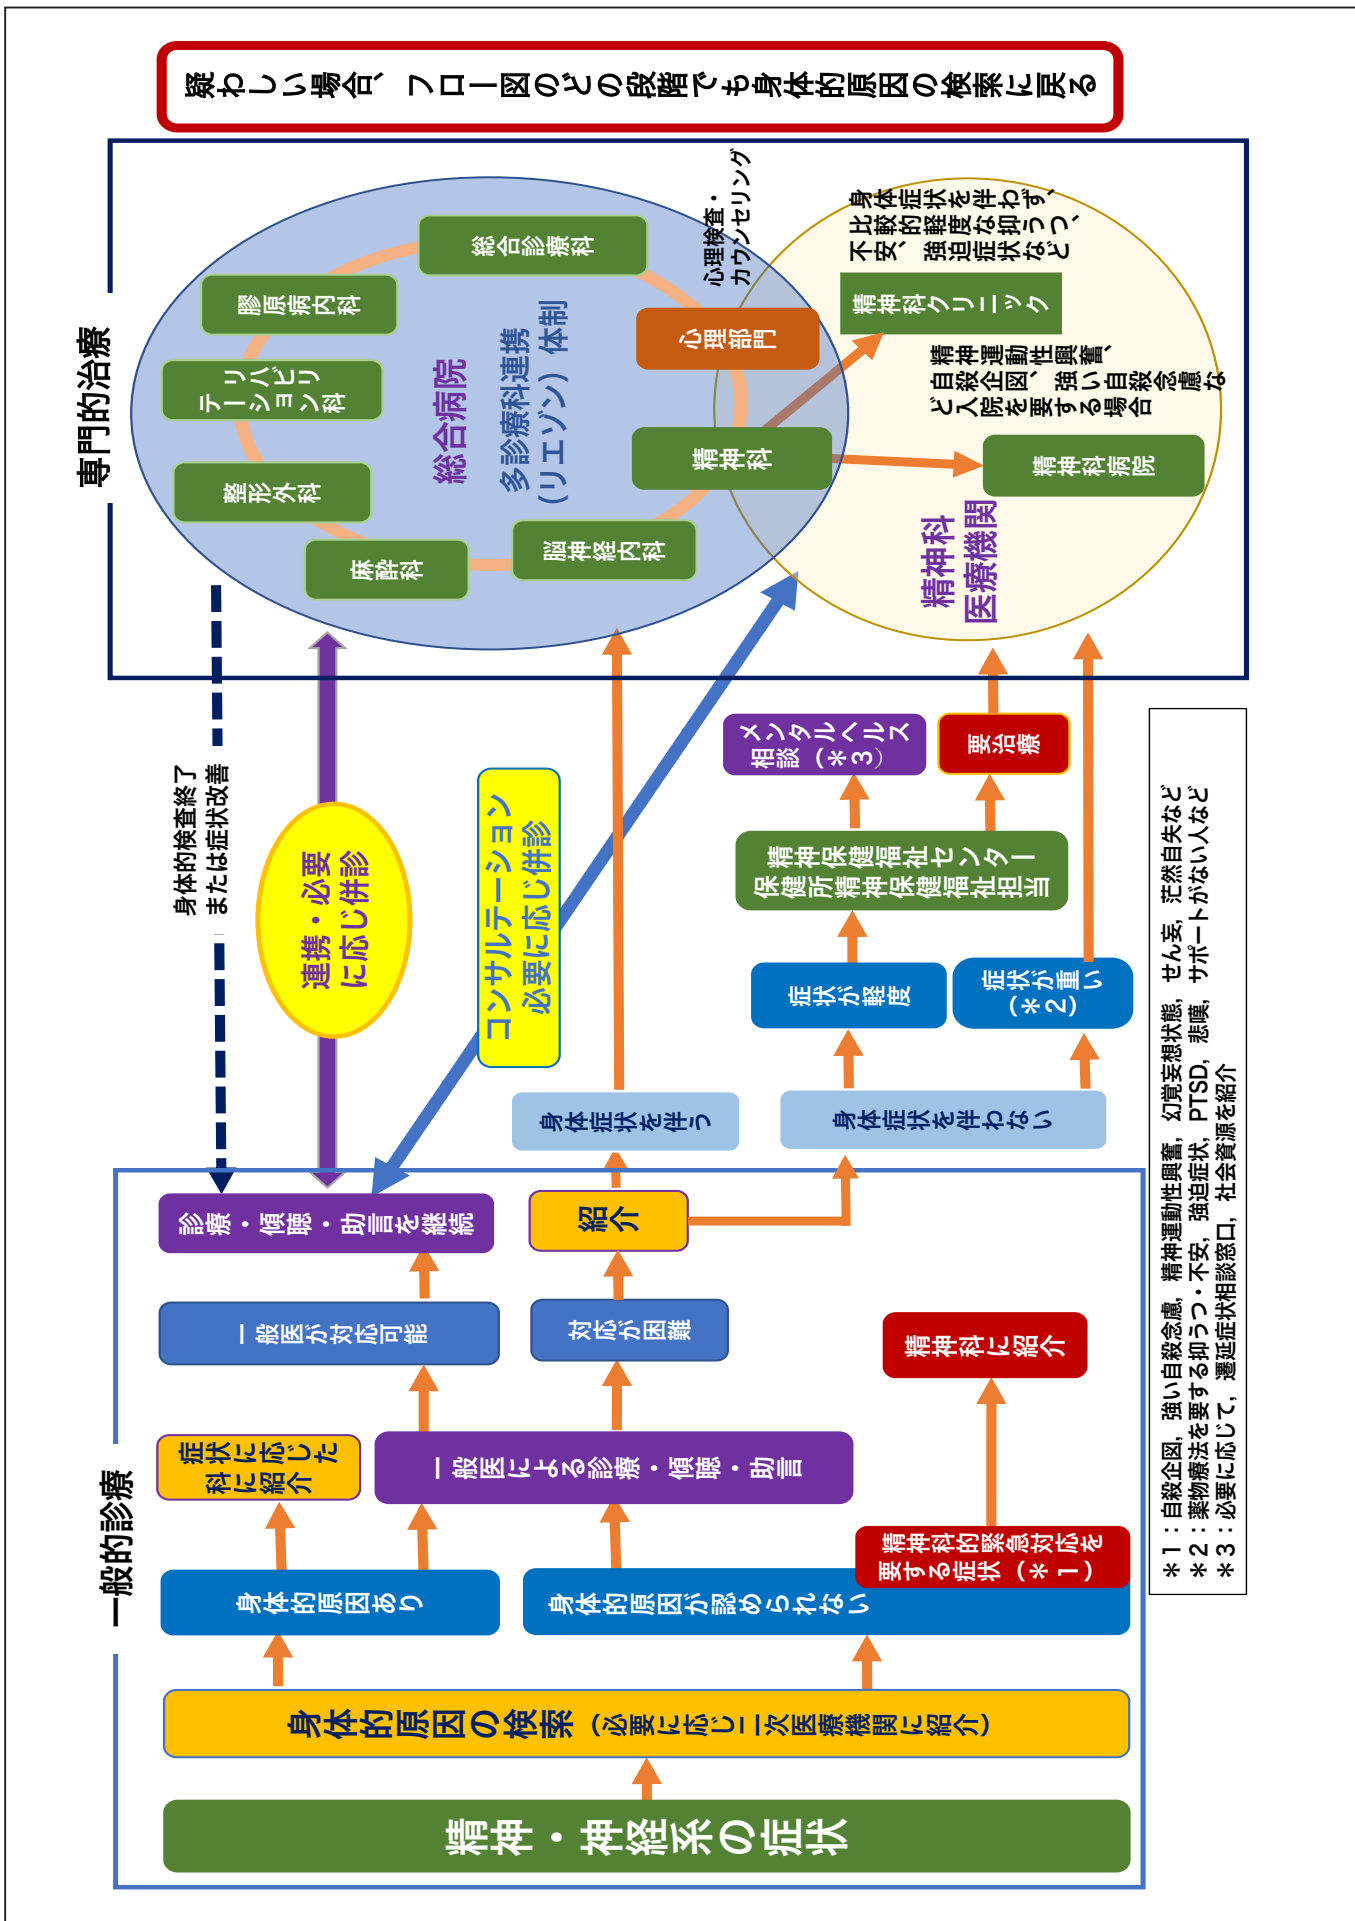 疑わしい場合、フロー図のどの段階でも身体的原因の検索に戻る
一般的診療
精神・神経系の症状
身体的原因の検索（必要に応じ二次医療機関に紹介）
身体的原因あり
身体的原因が認められない
精神科的緊急対応を
要する症状（＊１）
症状に応じた
科に紹介
一般医による診療・傾聴・助言
精神科に紹介
一般医が対応可能
対応が困難
診療・傾聴・助言を継続
紹介
身体症状を伴う
身体症状を伴わない
症状が軽度
症状が重い
（＊２）
精神保健福祉センター
保健所精神保健福祉担当
メンタルヘルス
相談（＊３）
要治療
身体的検査終了
または症状改善
連携・必要
に応じ併診
コンサルテーション
必要に応じ併診
専門的治療
総合病院
多診療科連携
（リエゾン）体制
麻酔科
整形外科
リハビリ
テーション科
膠原病内科
総合診療科
心理部門
精神科
脳神経内科
心理検査・
カウンセリング
精神科
医療機関
身体症状を伴わず、
比較的軽度な抑うつ、
不安、強迫症状など
精神科クリニック
精神運動性興奮、
自殺企図、強い自殺念慮な
ど入院を要する場合
精神科病院
＊１：自殺企図，強い自殺念慮，精神運動性興奮，幻覚妄想状態，せん妄，茫然自失など
＊２：薬物療法を要する抑うつ・不安，強迫症状，PTSD，悲嘆，サポートがない人など
＊３：必要に応じて，遷延症状相談窓口，社会資源を紹介